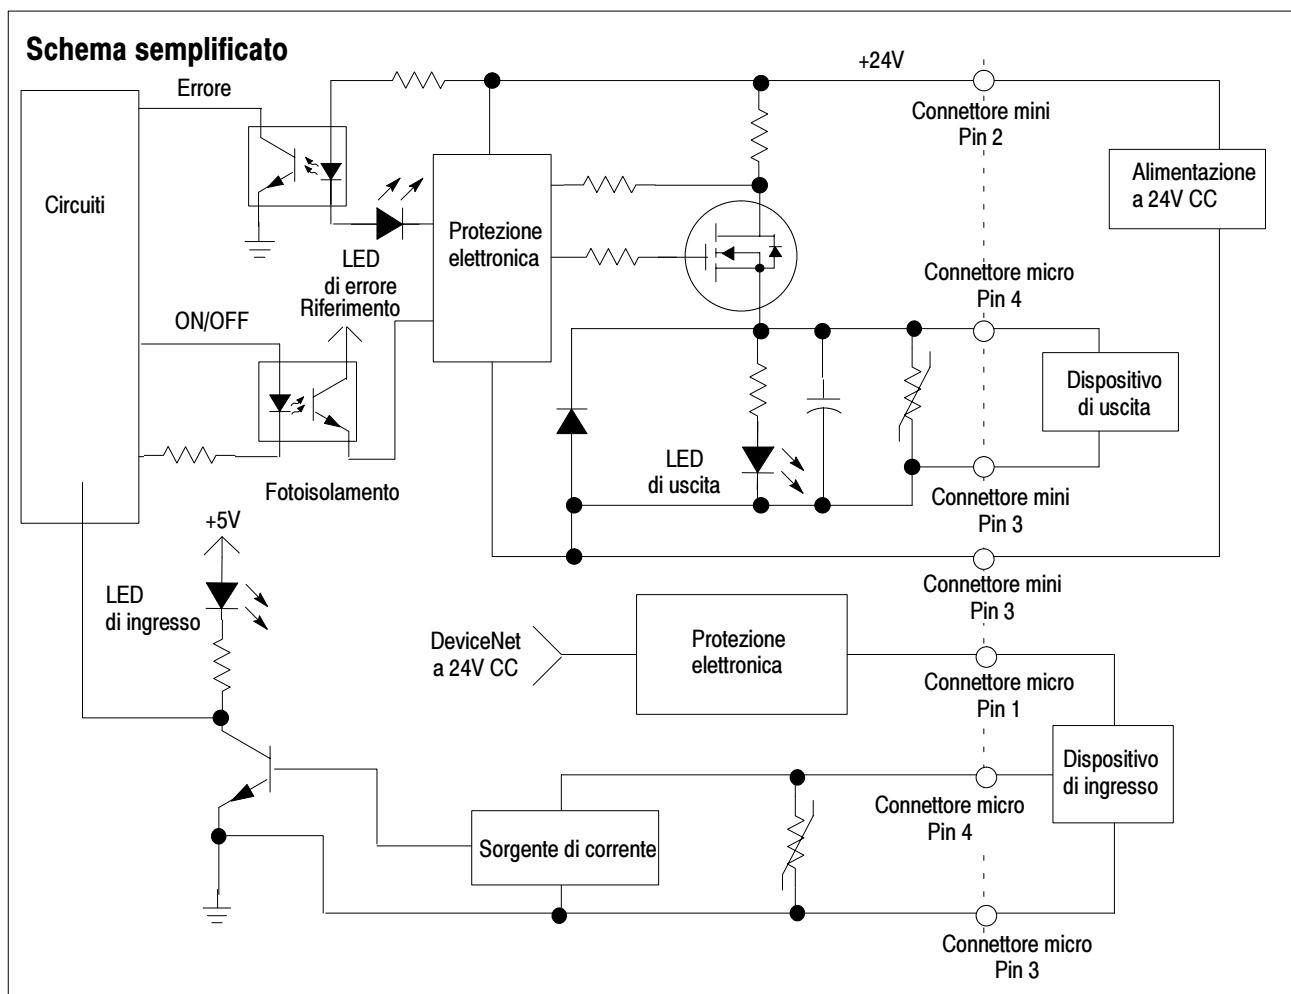 Schema semplificato
Errore
+24V
Connettore mini
Pin 2
Circuiti
Alimentazione
a 24V CC
Protezione
elettronica
LED
di errore
Riferimento
Connettore micro
Pin 4
ON/OFF
Dispositivo
di uscita
LED
di uscita
Fotoisolamento
Connettore mini
Pin 3
+5V
Connettore mini
Pin 3
LED
di ingresso
DeviceNet
a 24V CC
Protezione
elettronica
Connettore micro
Pin 1
Dispositivo
di ingresso
Connettore micro
Pin 4
Sorgente di corrente
Connettore micro
Pin 3